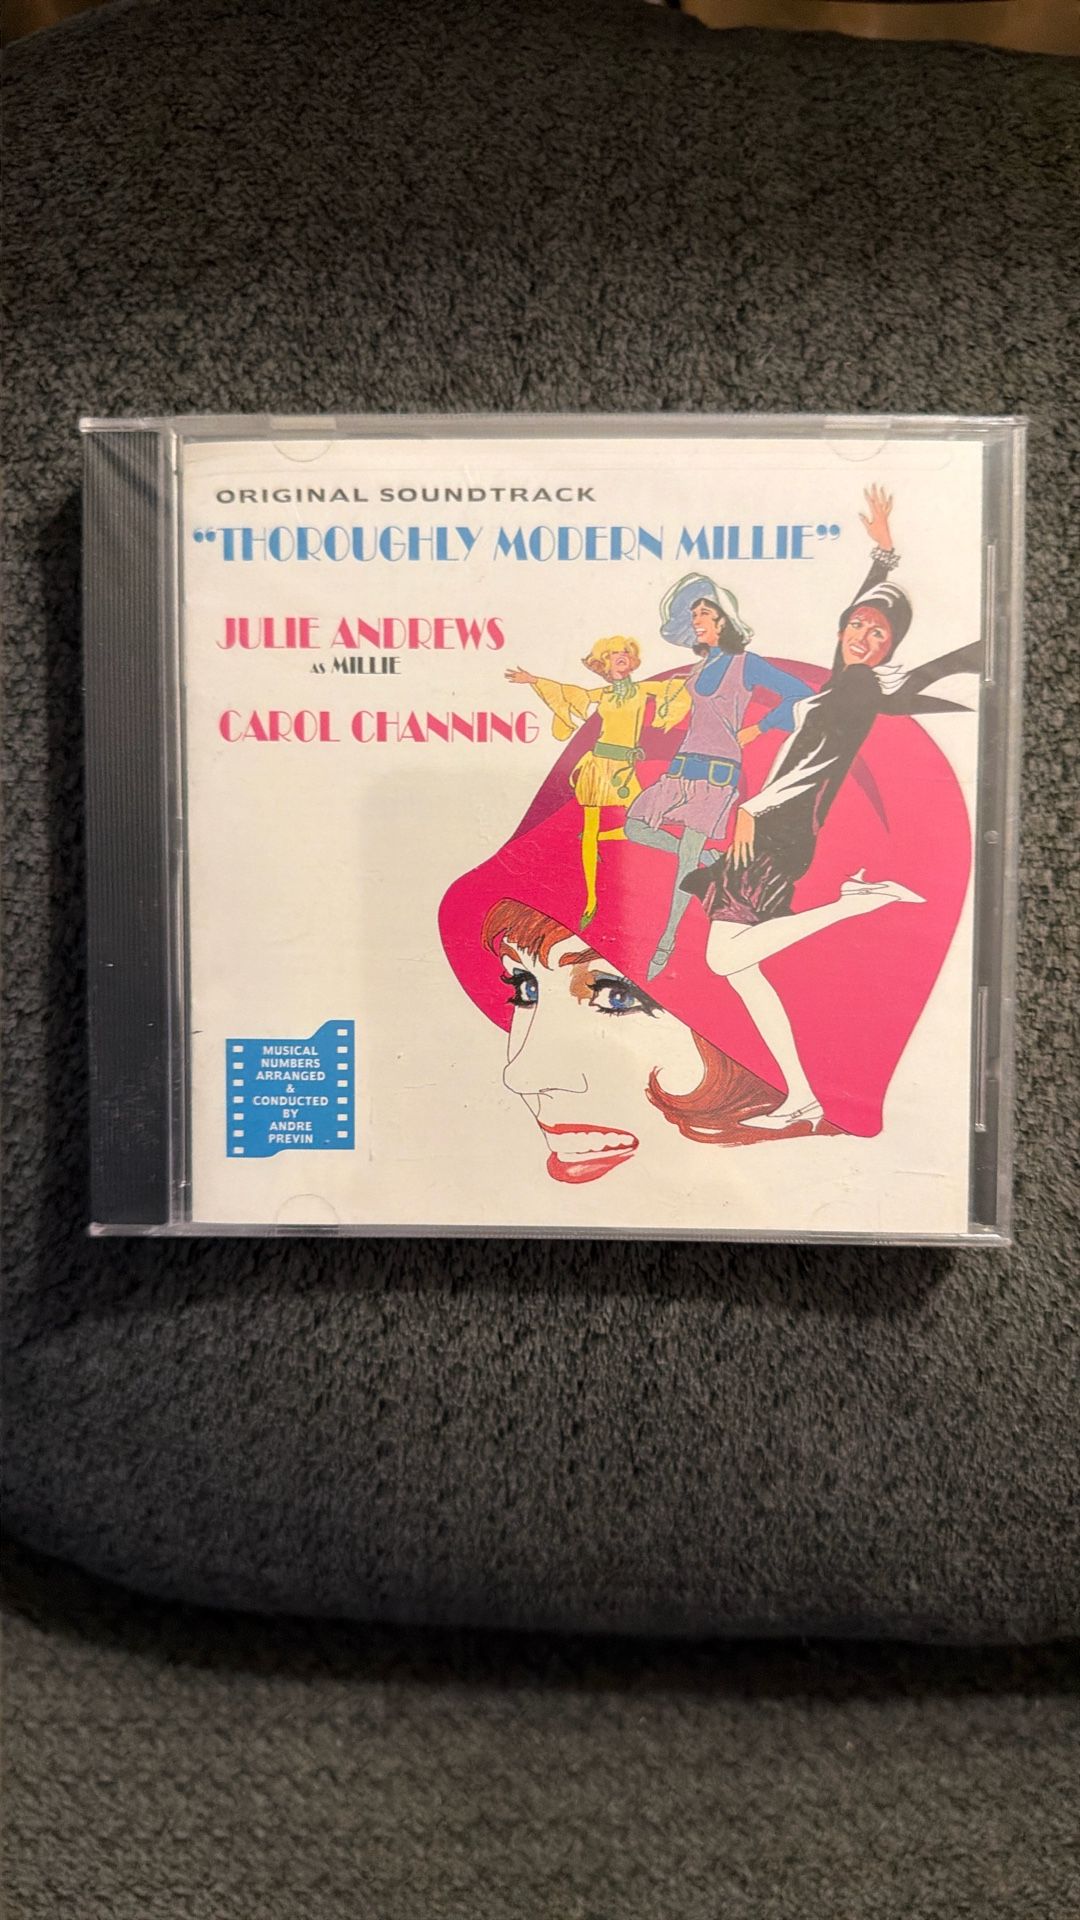 ORIGINAL SOUNDTRACK
“THOROUGHLY MODERN MILLIE”
JULIE ANDREWS
AS MILLIE
CAROL CHANNING
MUSICAL
NUMBERS
ARRANGED
&
CONDUCTED
BY
ANDRE
PREVIN